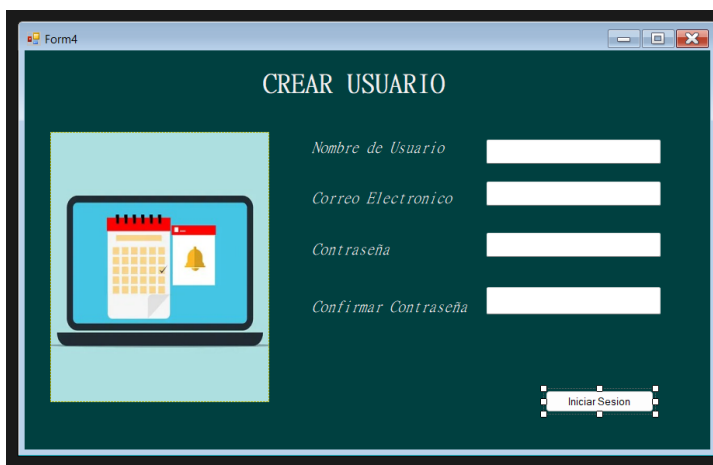 Form4
CREAR USUARIO
Nombre de Usuario
Correo Electronico
Contraseña
Confirmar Contraseña
Iniciar Sesion